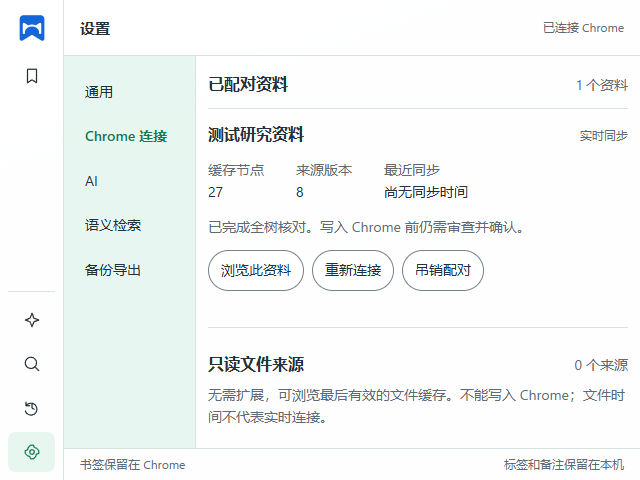 设置
已连接 Chrome
通用
Chrome 连接
AI
语义检索
备份导出
已配对资料
1 个资料
测试研究资料
实时同步
缓存节点 来源版本 最近同步
27 8 尚无同步时间
已完成全树核对。写入 Chrome 前仍需审查并确认。
浏览此资料 重新连接 吊销配对
只读文件来源
0 个来源
无需扩展，可浏览最后有效的文件缓存。不能写入 Chrome；文件时
间不代表实时连接。
书签保留在 Chrome
标签和备注保留在本机